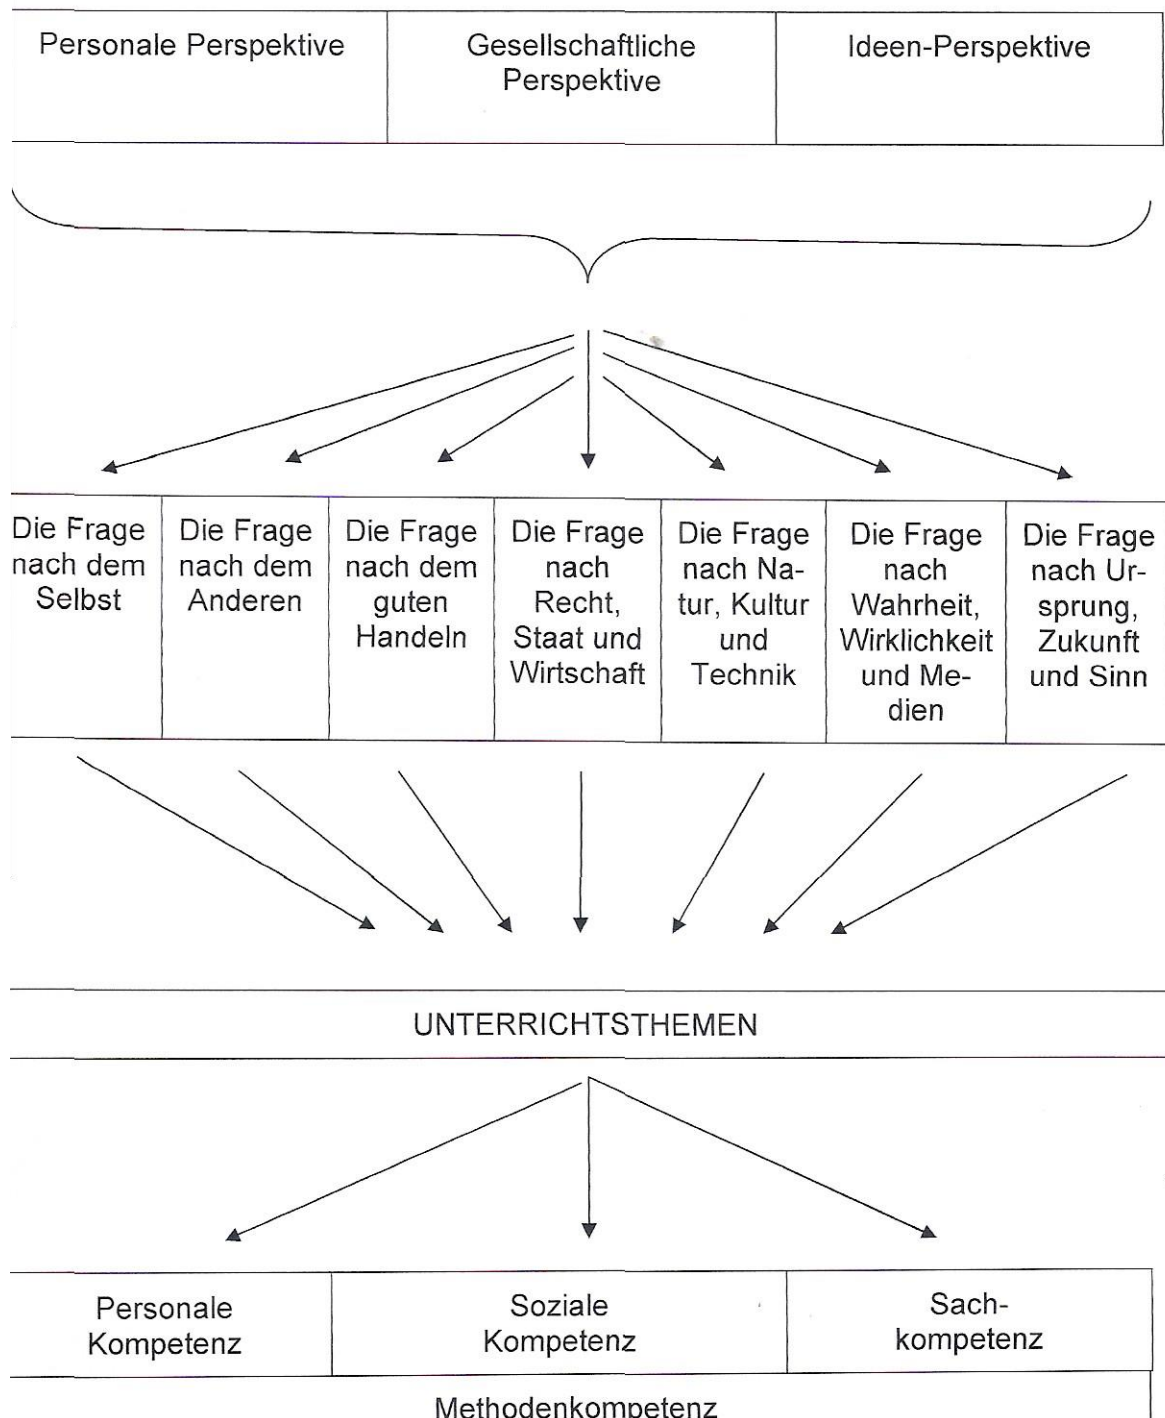 Personale Perspektive
Gesellschaftliche
Perspektive
Ideen-Perspektive
Die Frage
nach dem
Selbst
Die Frage
nach dem
Anderen
Die Frage
nach dem
guten
Handeln
Die Frage
nach
Recht,
Staat und
Wirtschaft
Die Frage
nach Na-
tur, Kultur
und
Technik
Die Frage
nach
Wahrheit,
Wirklichkeit
und Me-
dien
Die Frage
nach Ur-
sprung,
Zukunft
und Sinn
UNTERRICHTSTHEMEN
Personale
Kompetenz
Soziale
Kompetenz
Sach-
kompetenz
Methodenkompetenz